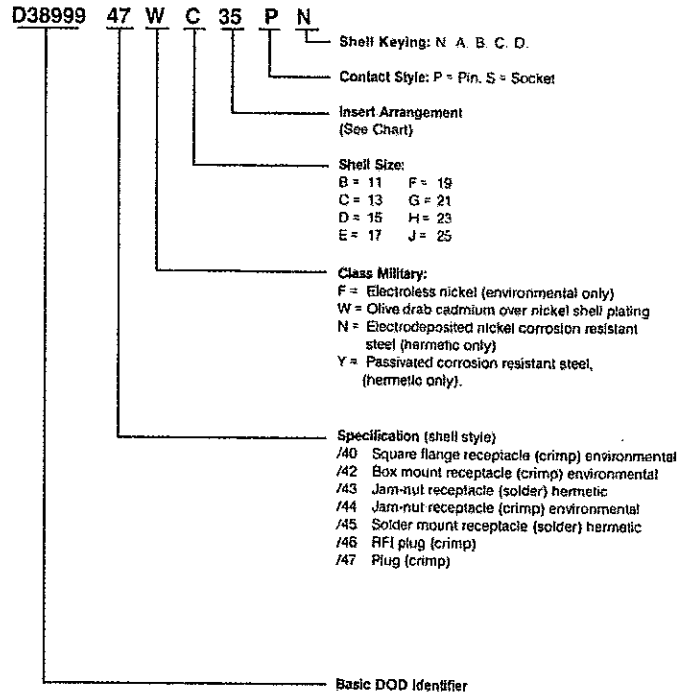 D38999 47 W C 35 P N
Shell Keying: N A. B. C. D.
Contact Style: P = Pin. S = Socket
Insert Arrangement
(See Chart)
Shell Size:
B = 11 F = 19
C = 13 G = 21
D = 15 H = 23
E = 17 J = 25
Class Military:
F = Electroless nickel (environmental only)
W = Olive drab cadmium over nickel shell plating
N = Electrodeposited nickel corrosion resistant
steel (hermetic only)
Y = Passivated corrosion resistant steel,
(hermetic only).
Specification (shell style)
/40 Square flange receptacle (crimp) environmental
/42 Box mount receptacle (crimp) environmental
/43 Jam-nut receptacle (solder) hermetic
/44 Jam-nut receptacle (crimp) environmental
/45 Solder mount receptacle (solder) hermetic
/46 RFI plug (crimp)
/47 Plug (crimp)
Basic DOD Identifier